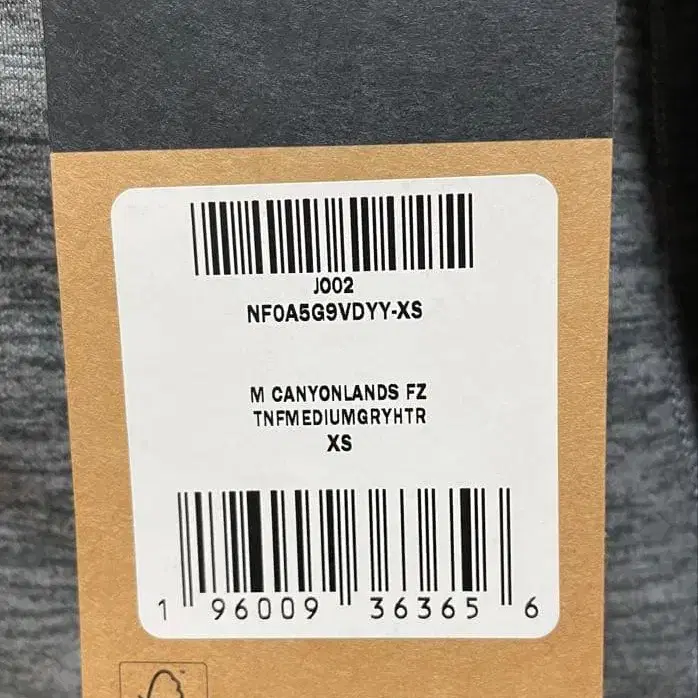 J002
NF0A5G9VDYY-XS
M CANYONLANDS FZ
TNFMEDIUMGRYHTR
XS
1 96009 36365 6